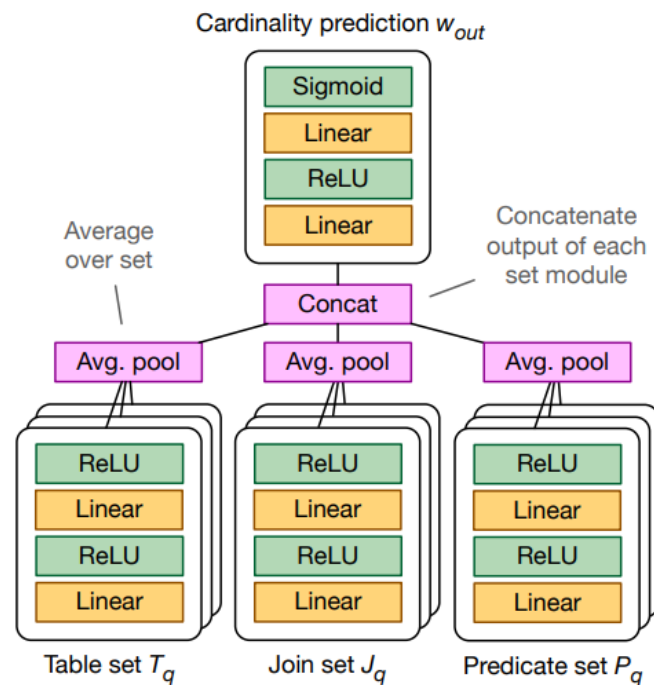 Cardinality prediction w_out
Sigmoid
Linear
ReLU
Linear
Average
over set
Concatenate
output of each
set module
Concat
Avg. pool
Avg. pool
Avg. pool
ReLU
Linear
ReLU
Linear
ReLU
Linear
ReLU
Linear
ReLU
Linear
ReLU
Linear
Table set T_q
Join set J_q
Predicate set P_q